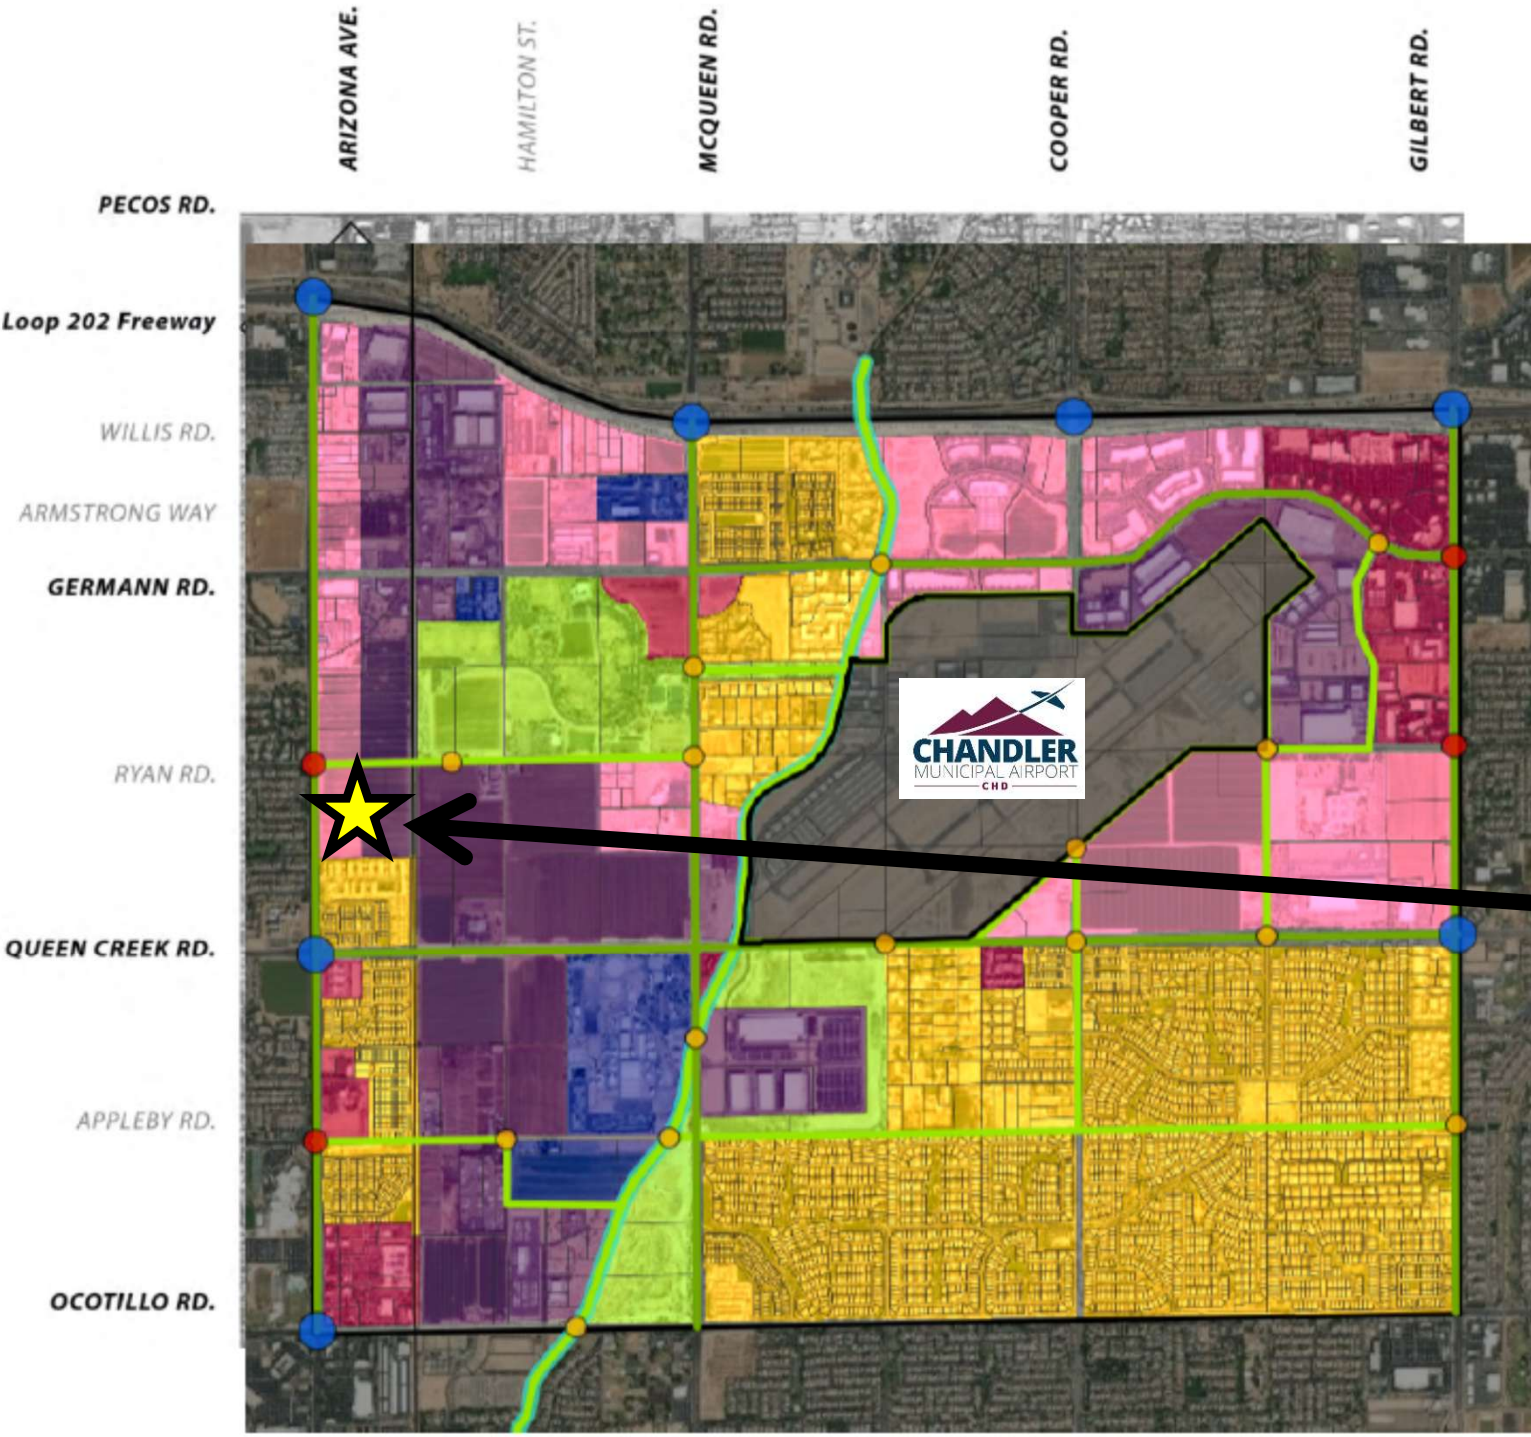 ARIZONA AVE.
HAMILTON ST.
MCQUEEN RD.
COOPER RD.
GILBERT RD.
PECOS RD.
Loop 202 Freeway
WILLIS RD.
ARMSTRONG WAY
GERMANN RD.
RYAN RD.
QUEEN CREEK RD.
APPLEBY RD.
OCOTILLO RD.
CHANDLER
MUNICIPAL AIRPORT
CHD